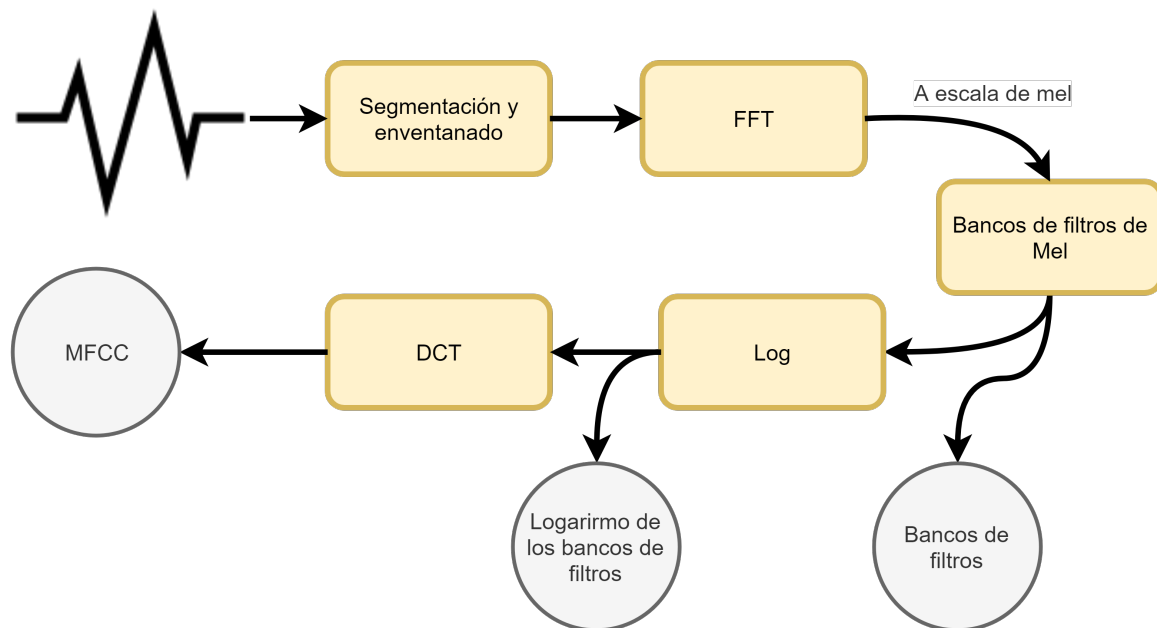 Segmentación y
enventanado
FFT
A escala de mel
Bancos de filtros de
Mel
MFCC
DCT
Log
Logarirmo de
los bancos de
filtros
Bancos de
filtros